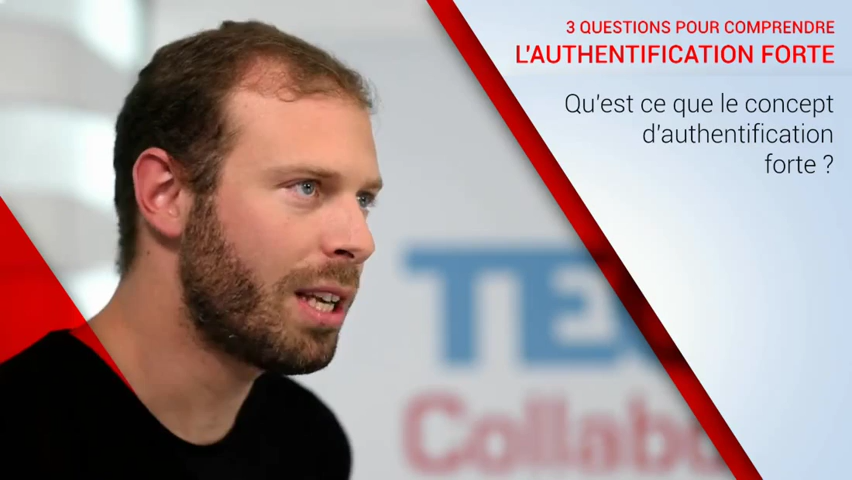 3 QUESTIONS POUR COMPRENDRE
L'AUTHENTIFICATION FORTE
Qu'est ce que le concept
d'authentification
forte ?